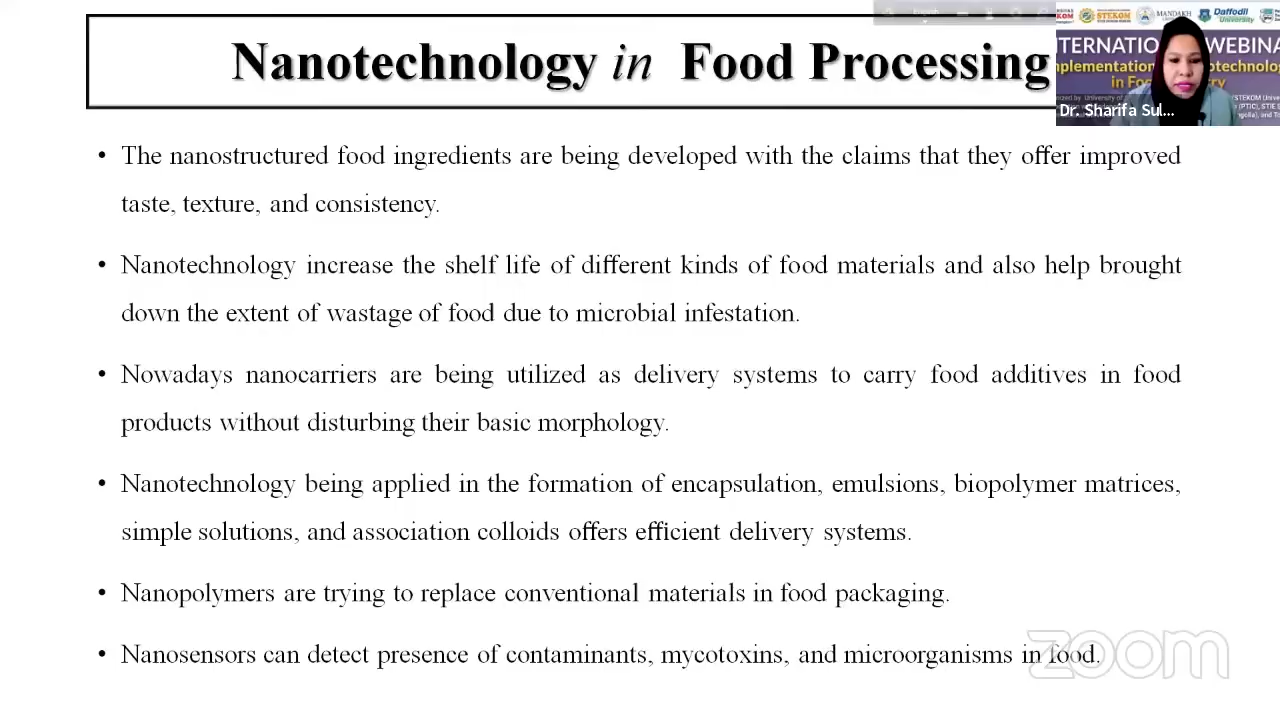 English
Nanotechnology in Food Processing
STEKOM
MANDAKH
Daffodil
University
INTERNATIO WEBINA
in Fo
Dr. Sharifa Sul...
• The nanostructured food ingredients are being developed with the claims that they offer improved
taste, texture, and consistency.
• Nanotechnology increase the shelf life of different kinds of food materials and also help brought
down the extent of wastage of food due to microbial infestation.
• Nowadays nanocarriers are being utilized as delivery systems to carry food additives in food
products without disturbing their basic morphology.
• Nanotechnology being applied in the formation of encapsulation, emulsions, biopolymer matrices,
simple solutions, and association colloids offers efficient delivery systems.
• Nanopolymers are trying to replace conventional materials in food packaging.
• Nanosensors can detect presence of contaminants, mycotoxins, and microorganisms in food.
zoom